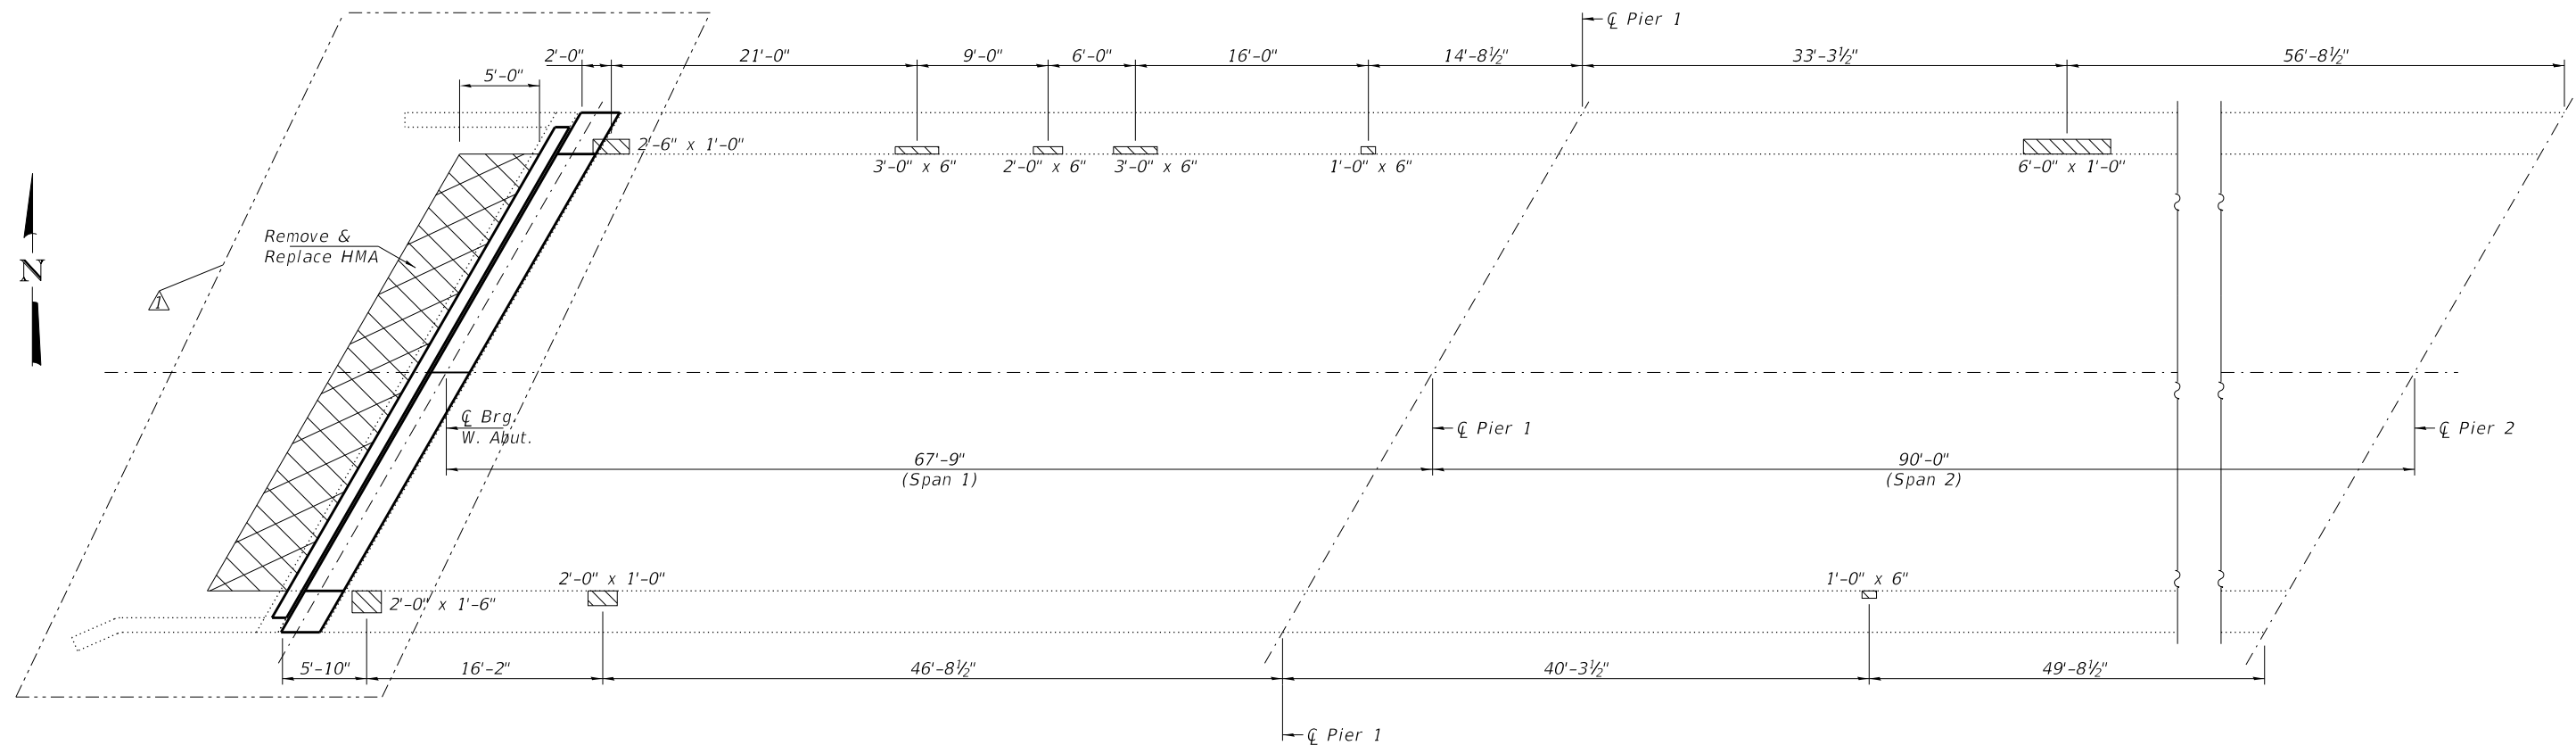 ℄ Pier 1
2'-0"
21'-0"
9'-0"
6'-0"
16'-0"
14'-8½"
33'-3½"
56'-8½"
5'-0"
2'-6" x 1'-0"
3'-0" x 6"
2'-0" x 6"
3'-0" x 6"
1'-0" x 6"
6'-0" x 1'-0"
Remove &
Replace HMA
N
1
℄ Brg.
W. Abut.
℄ Pier 1
℄ Pier 2
67'-9"
(Span 1)
90'-0"
(Span 2)
2'-0" x 1'-0"
1'-0" x 6"
2'-0" x 1'-6"
5'-10"
16'-2"
46'-8½"
40'-3½"
49'-8½"
℄ Pier 1